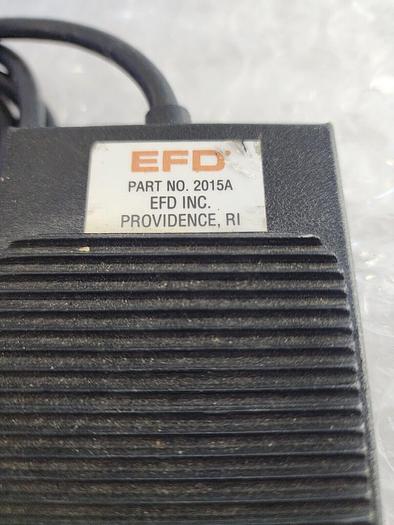 EFD
PART NO. 2015A
EFD INC.
PROVIDENCE, RI